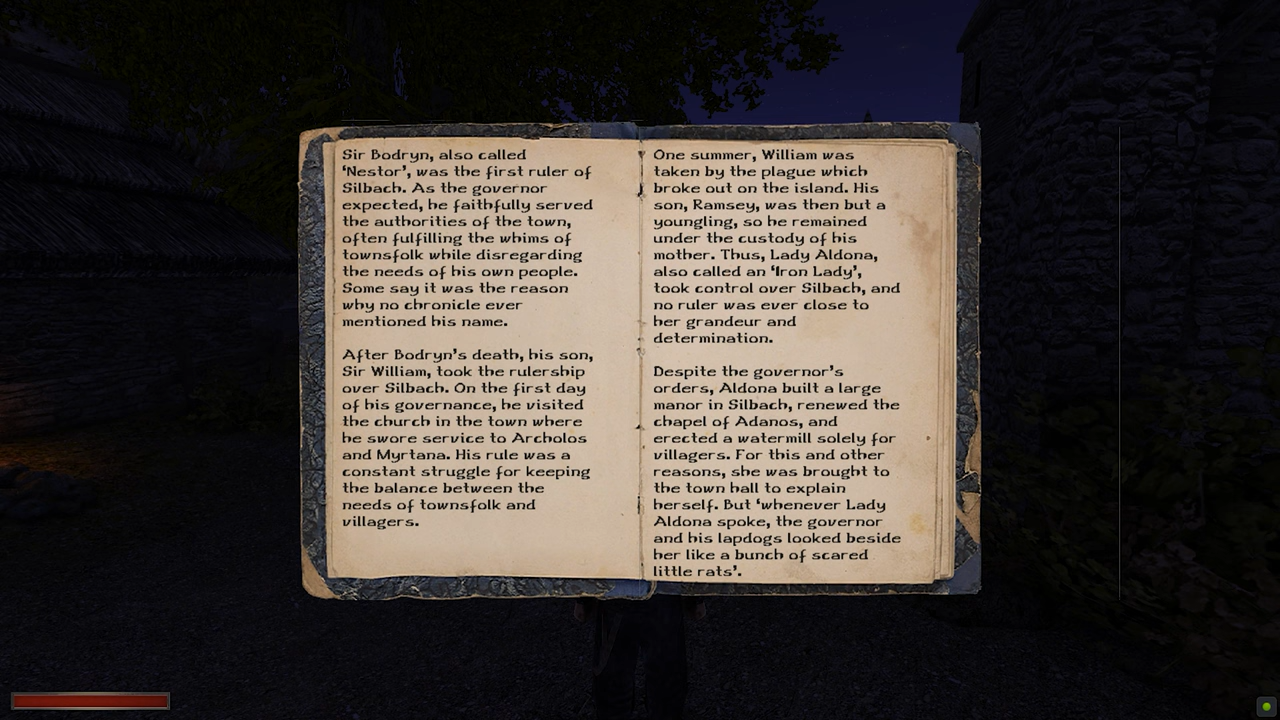 Sir Bodryn, also called
‘Nestor’, was the first ruler of
Silbach. As the governor
expected, he faithfully served
the authorities of the town,
often fulfilling the whims of
townsfolk while disregarding
the needs of his own people.
Some say it was the reason
why no chronicle ever
mentioned his name.
After Bodryn’s death, his son,
Sir William, took the rulership
over Silbach. On the first day
of his governance, he visited
the church in the town where
he swore service to Archolos
and Myrtana. His rule was a
constant struggle for keeping
the balance between the
needs of townsfolk and
villagers.
One summer, William was
taken by the plague which
broke out on the island. His
son, Ramsey, was then but a
youngling, so he remained
under the custody of his
mother. Thus, Lady Aldona,
also called an ‘Iron Lady’,
took control over Silbach, and
no ruler was ever close to
her grandeur and
determination.
Despite the governor’s
orders, Aldona built a large
manor in Silbach, renewed the
chapel of Adanos, and
erected a watermill solely for
villagers. For this and other
reasons, she was brought to
the town hall to explain
herself. But ‘whenever Lady
Aldona spoke, the governor
and his lapdogs looked beside
her like a bunch of scared
little rats’.